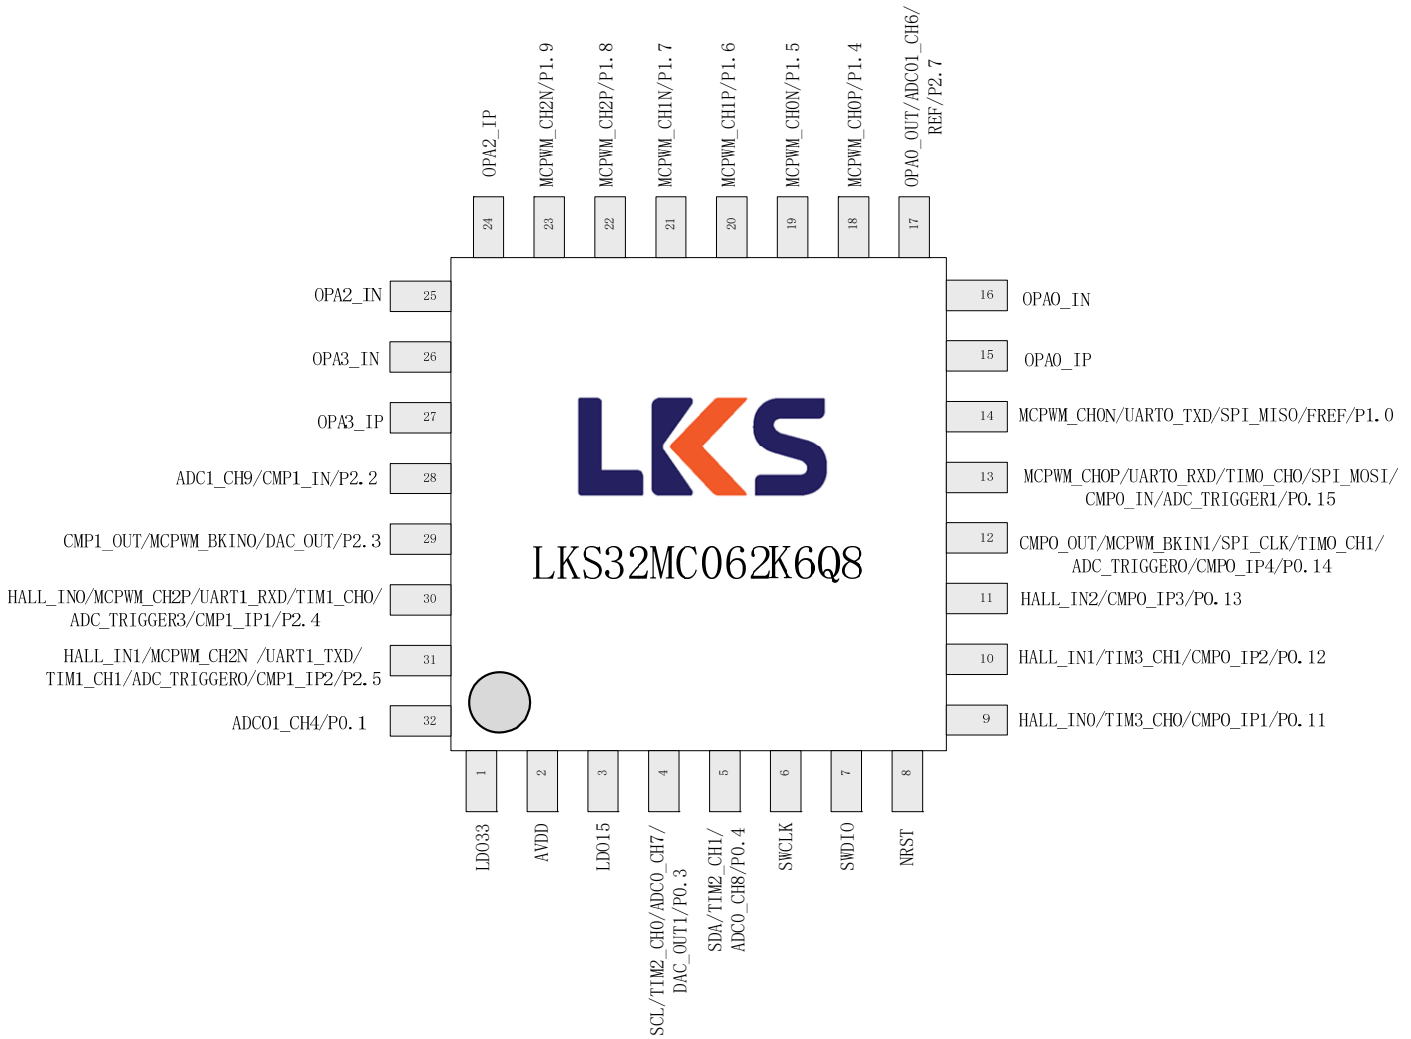 OPA2_IP
MCPWM_CH2N/P1.9
MCPWM_CH2P/P1.8
MCPWM_CH1N/P1.7
MCPWM_CH1P/P1.6
MCPWM_CH0N/P1.5
MCPWM_CH0P/P1.4
OPA0_OUT/ADC01_CH6/
REF/P2.7
24
23
22
21
20
19
18
17
OPA2_IN
25
16
OPA0_IN
OPA3_IN
26
15
OPA0_IP
OPA3_IP
27
14
MCPWM_CH0N/UART0_TXD/SPI_MISO/FREF/P1.0
ADC1_CH9/CMP1_IN/P2.2
28
13
MCPWM_CH0P/UART0_RXD/TIM0_CH0/SPI_MOSI/
CMP0_IN/ADC_TRIGGER1/P0.15
CMP1_OUT/MCPWM_BKIN0/DAC_OUT/P2.3
29
12
CMP0_OUT/MCPWM_BKIN1/SPI_CLK/TIM0_CH1/
ADC_TRIGGER0/CMP0_IP4/P0.14
HALL_IN0/MCPWM_CH2P/UART1_RXD/TIM1_CH0/
ADC_TRIGGER3/CMP1_IP1/P2.4
30
11
HALL_IN2/CMP0_IP3/P0.13
HALL_IN1/MCPWM_CH2N /UART1_TXD/
TIM1_CH1/ADC_TRIGGER0/CMP1_IP2/P2.5
31
10
HALL_IN1/TIM3_CH1/CMP0_IP2/P0.12
ADC01_CH4/P0.1
32
9
HALL_IN0/TIM3_CH0/CMP0_IP1/P0.11
LKS
LKS32MC062K6Q8
1
2
3
4
5
6
7
8
LDO33
AVDD
LDO15
SCL/TIM2_CH0/ADC0_CH7/
DAC_OUT1/P0.3
SDA/TIM2_CH1/
ADC0_CH8/P0.4
SWCLK
SWDIO
NRST